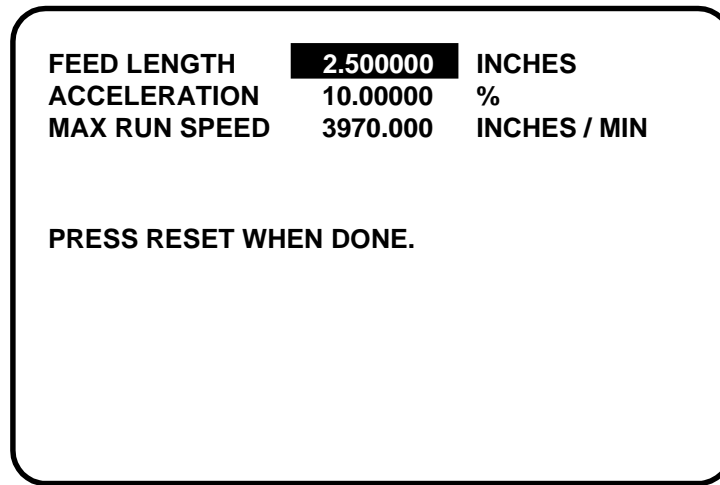 FEED LENGTH 2.500000 INCHES
ACCELERATION 10.00000 %
MAX RUN SPEED 3970.000 INCHES / MIN
PRESS RESET WHEN DONE.